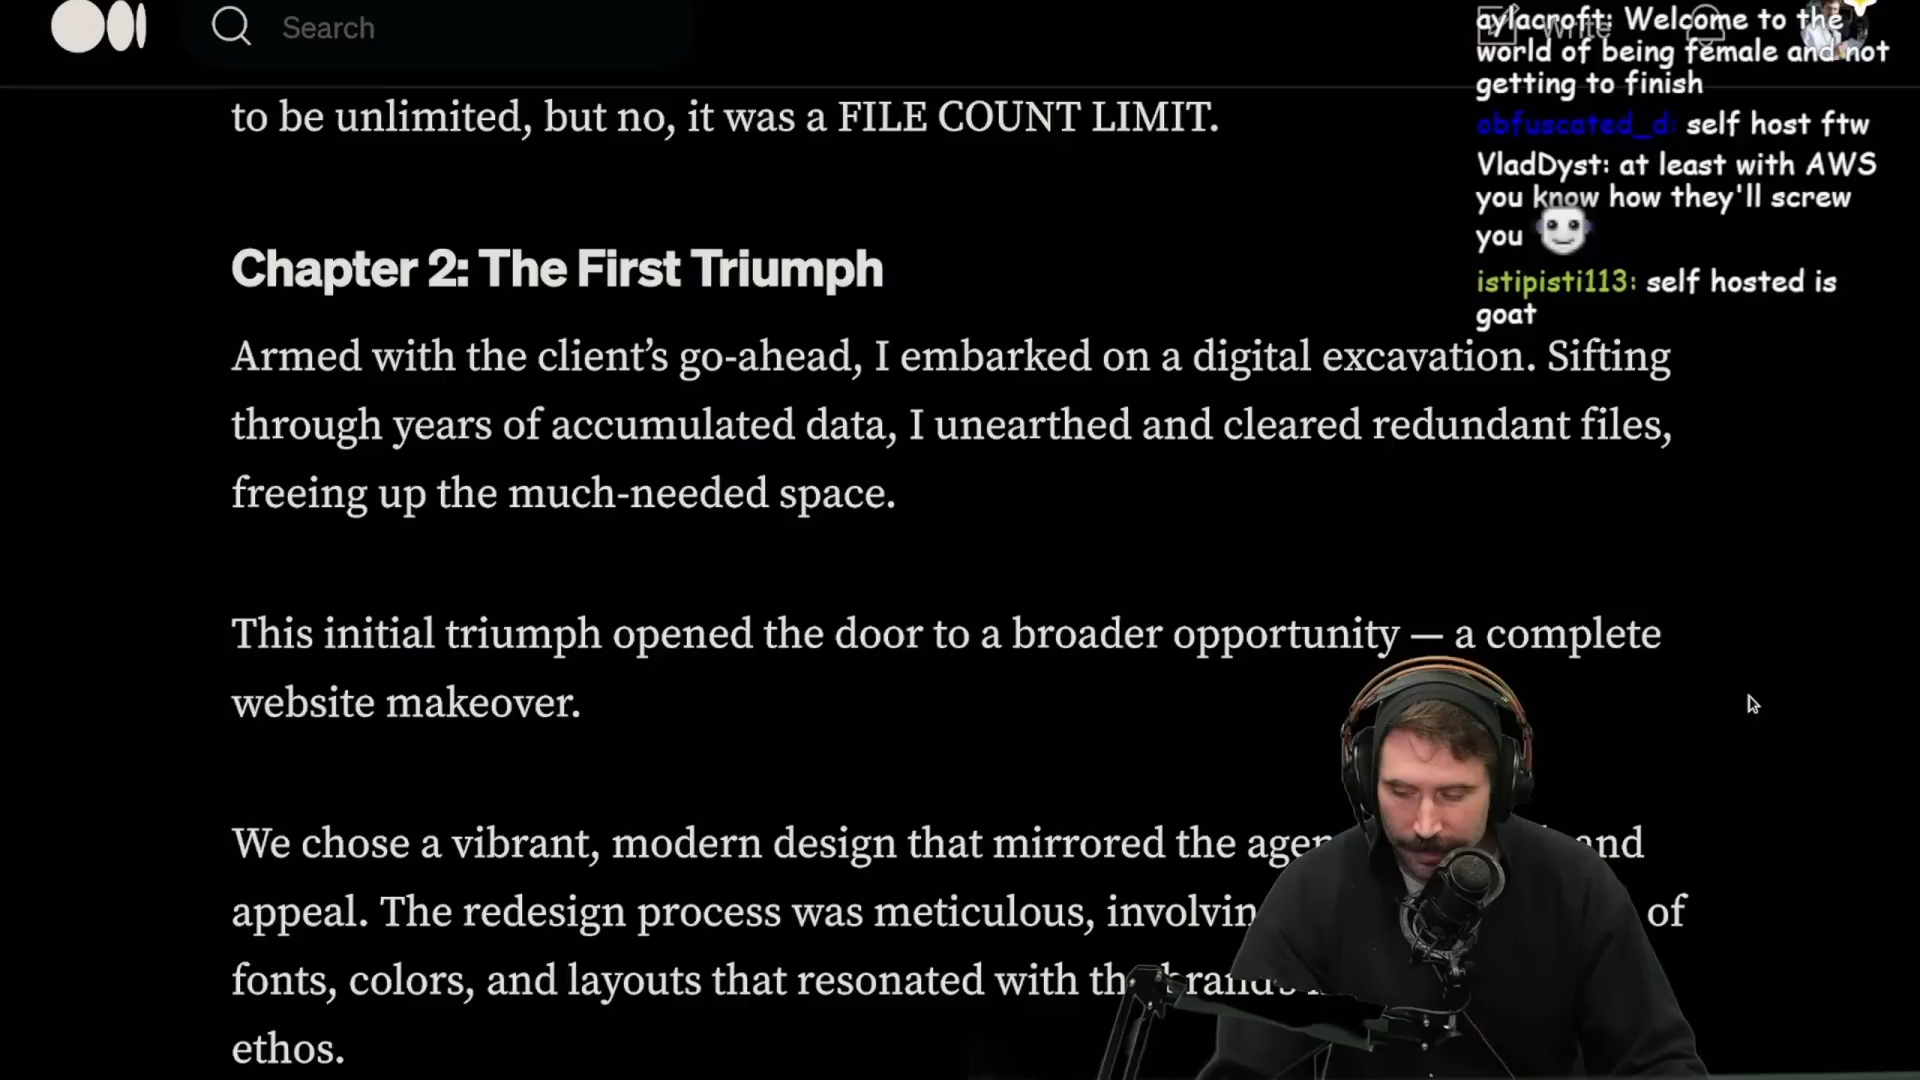 Search
Write
to be unlimited, but no, it was a FILE COUNT LIMIT.
Chapter 2: The First Triumph
Armed with the client’s go-ahead, I embarked on a digital excavation. Sifting
through years of accumulated data, I unearthed and cleared redundant files,
freeing up the much-needed space.
This initial triumph opened the door to a broader opportunity — a complete
website makeover.
We chose a vibrant, modern design that mirrored the and
appeal. The redesign process was meticulous, of
fonts, colors, and layouts that resonated with
ethos.
aylacroft: Welcome to the
world of being female and not
getting to finish
obfuscated_d: self host ftw
VladDyst: at least with AWS
you know how they'll screw
you
istipisti113: self hosted is
goat